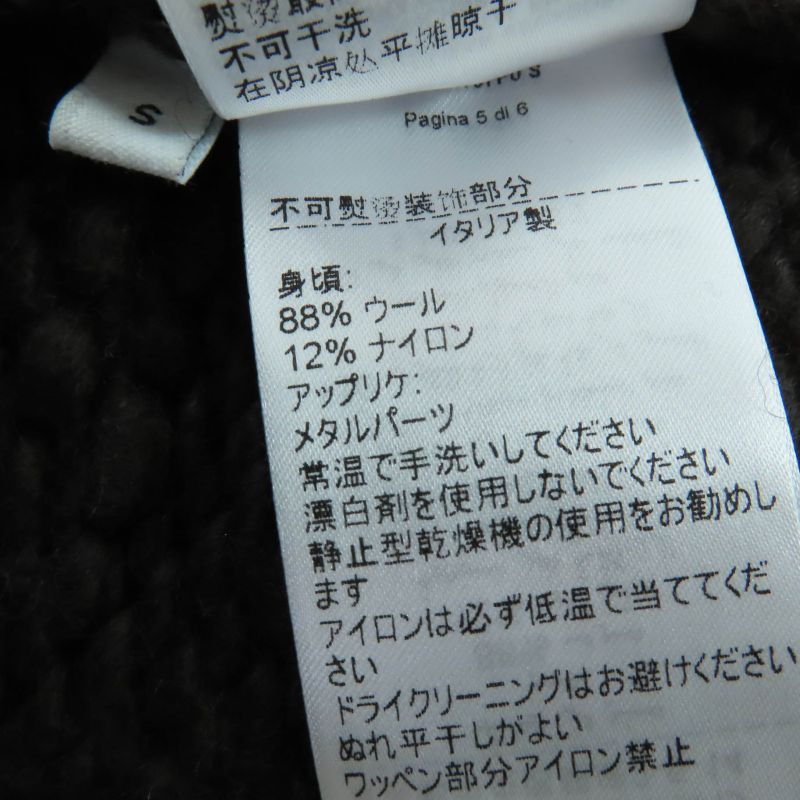 不可干洗
在阴凉处平摊晾干
S
Pagina 5 di 6
不可熨烫装饰部分
イタリア製
身頃:
88% ウール
12% ナイロン
アップリケ:
メタルパーツ
常温で手洗いしてください
漂白剤を使用しないでください
静止型乾燥機の使用をお勧めし
ます
アイロンは必ず低温で当ててくだ
さい
ドライクリーニングはお避けください
ぬれ平干しがよい
ワッペン部分アイロン禁止